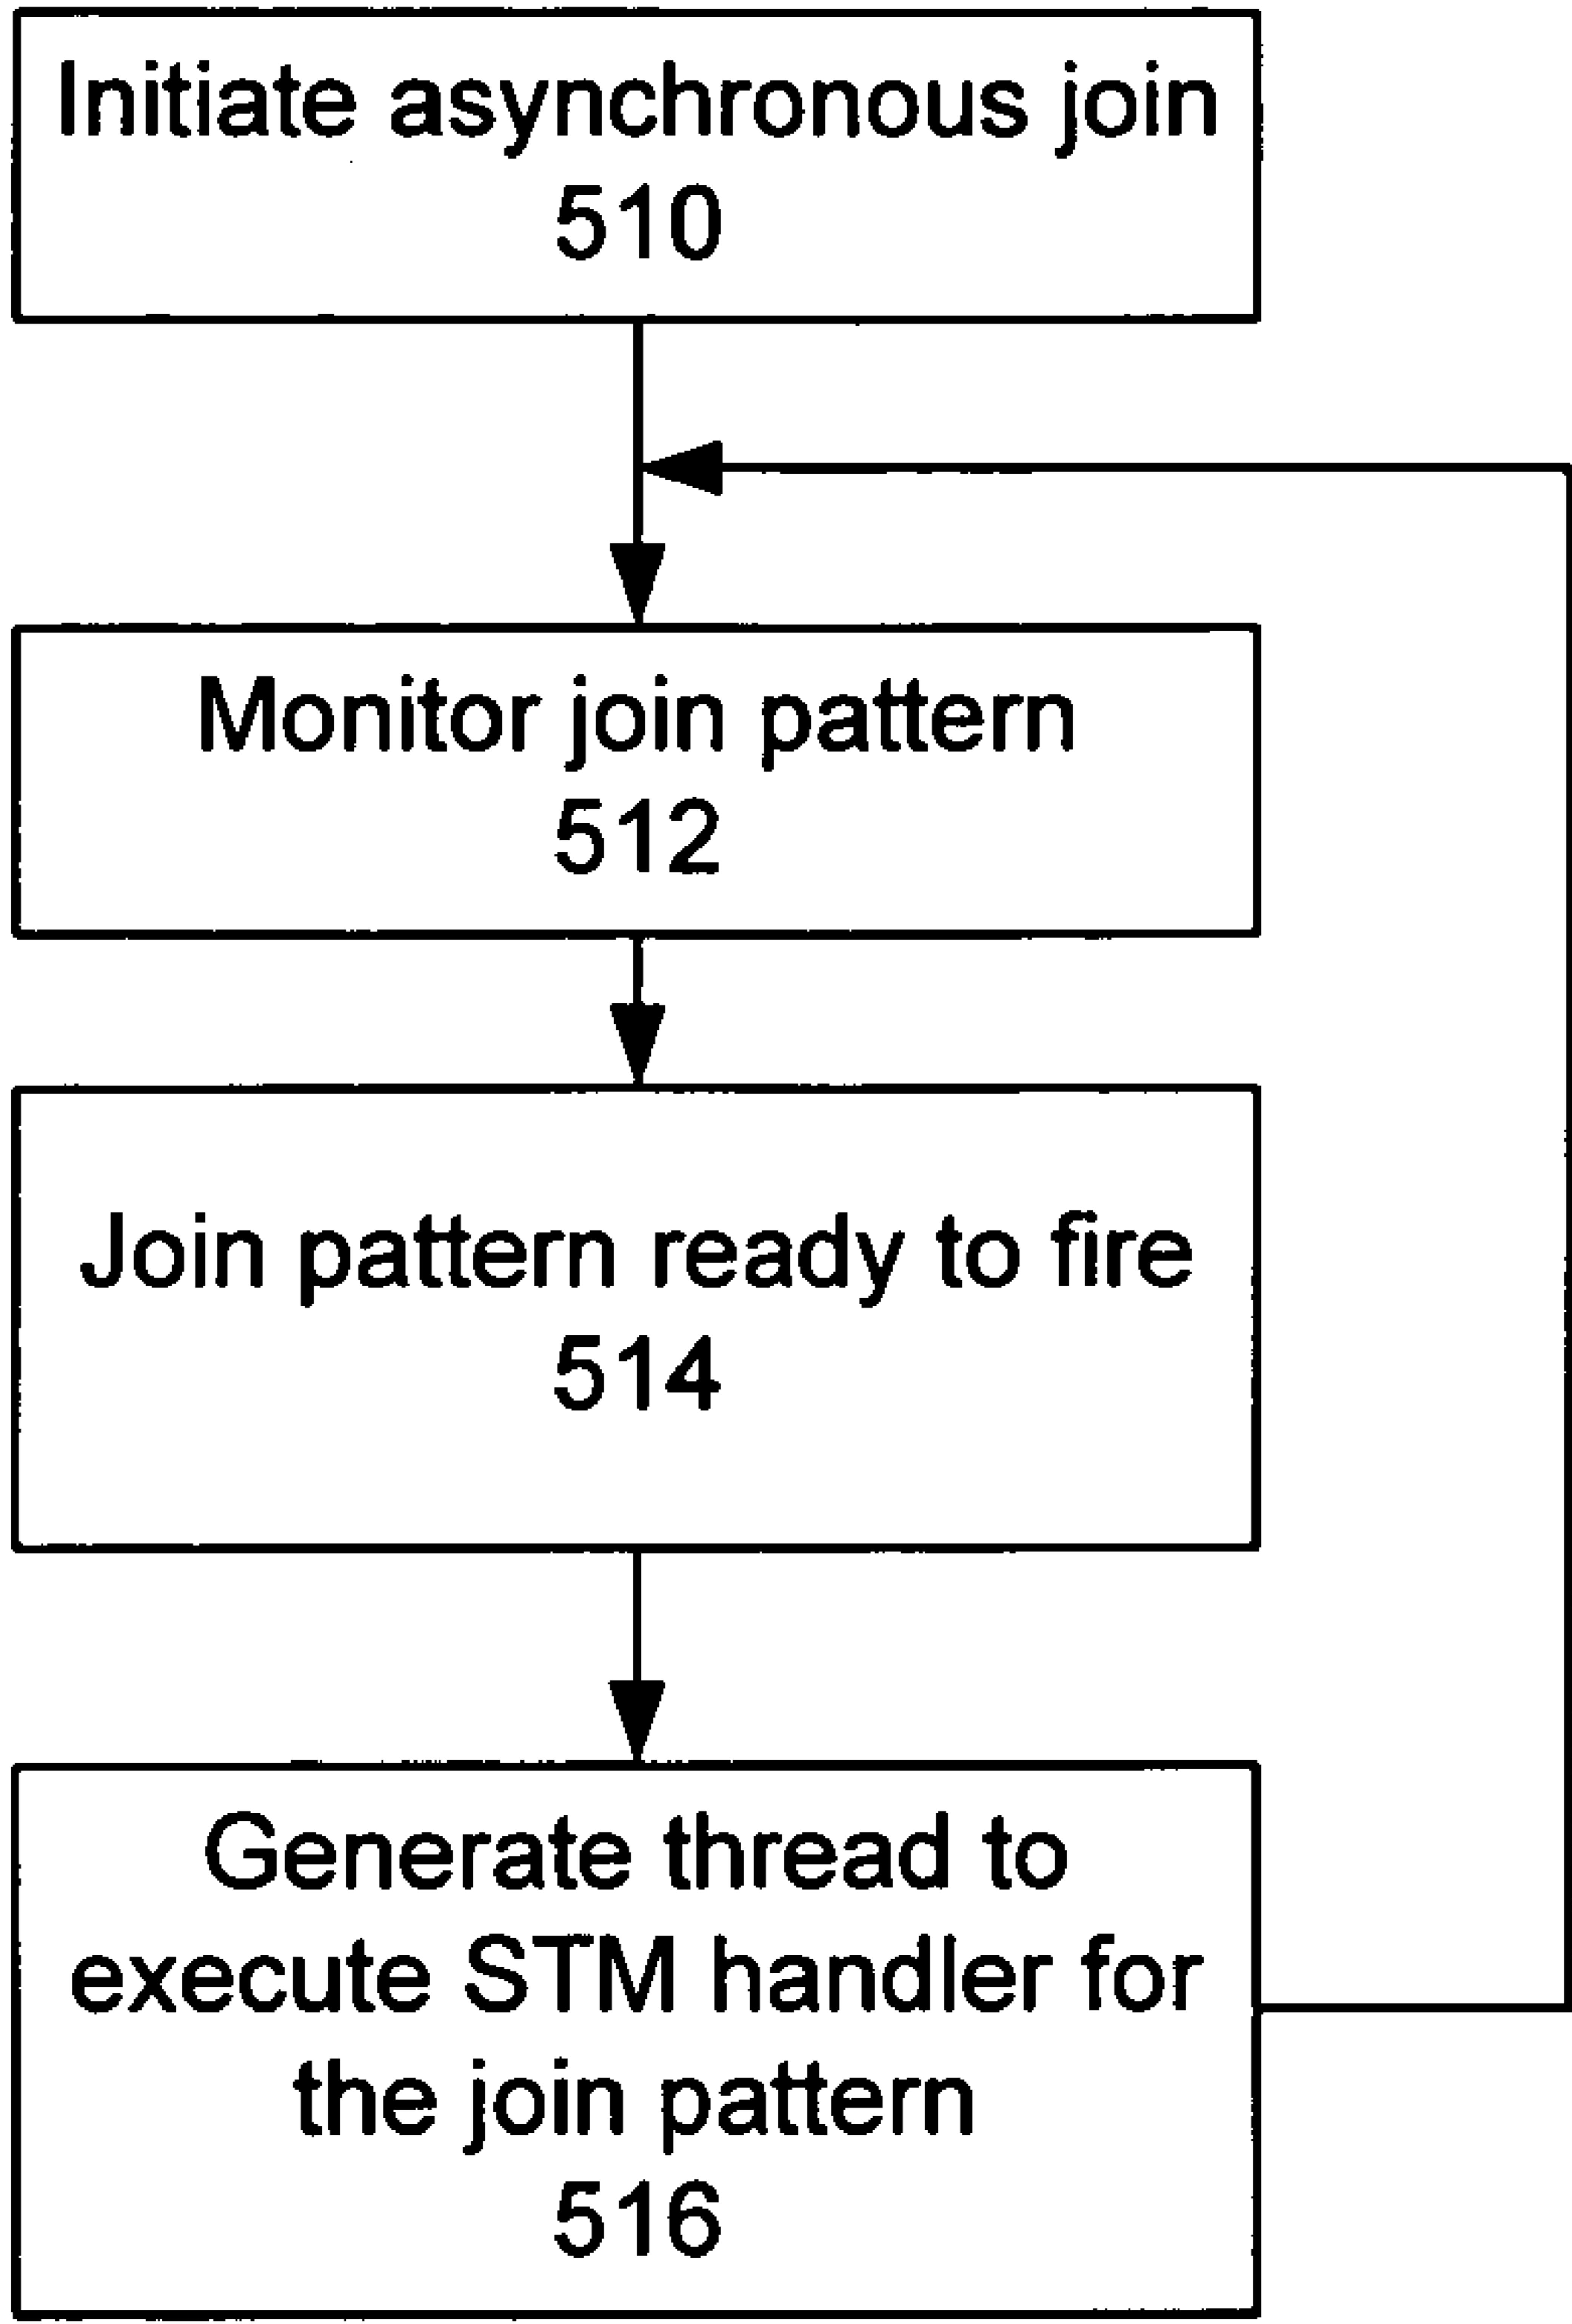 Initiate asynchronous join
510
Monitor join pattern
512
Join pattern ready to fire
514
Generate thread to
execute STM handler for
the join pattern
516